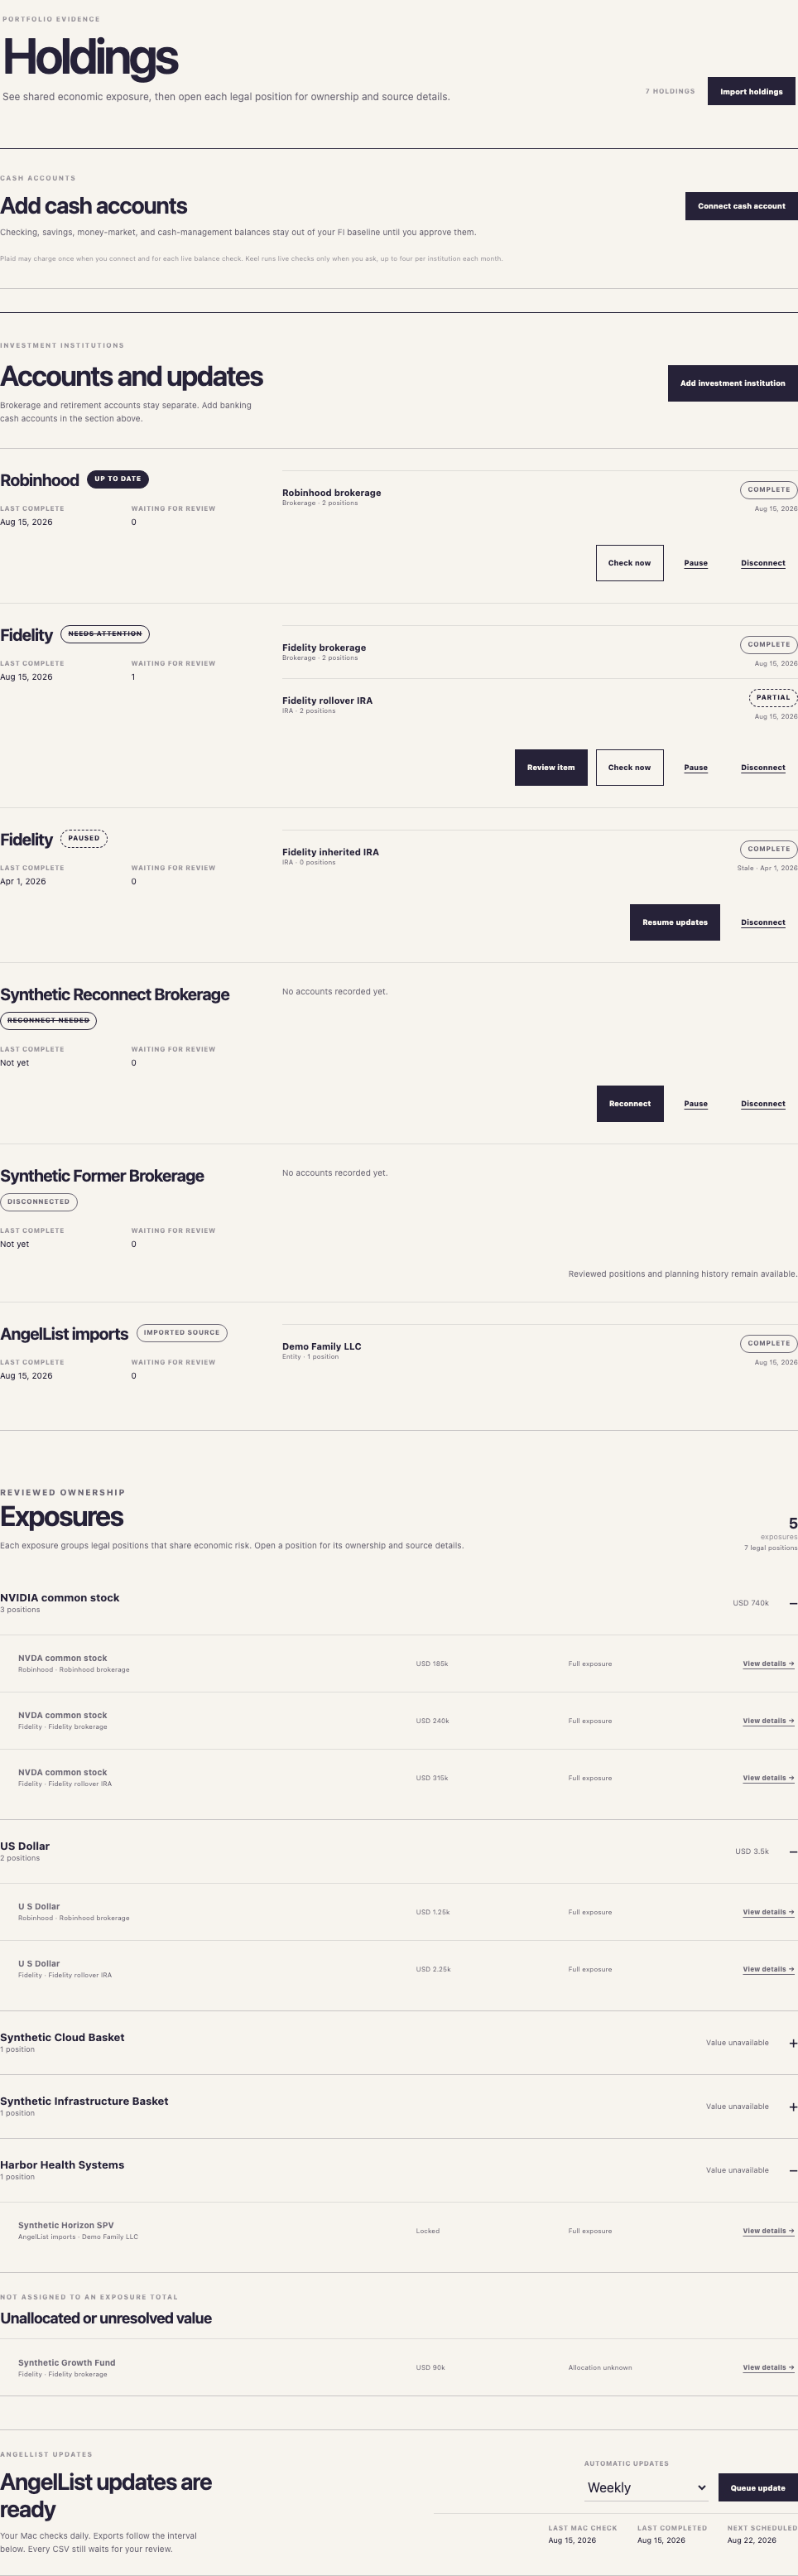 PORTFOLIO EVIDENCE
Holdings
See shared economic exposure, then open each legal position for ownership and source details.
7 HOLDINGS
Import holdings
CASH ACCOUNTS
Add cash accounts
Connect cash account
Checking, savings, money-market, and cash-management balances stay out of your FI baseline until you approve them.
Plaid may charge once when you connect and for each live balance check. Keel runs live checks only when you ask, up to four per institution each month.
INVESTMENT INSTITUTIONS
Accounts and updates
Add investment institution
Brokerage and retirement accounts stay separate. Add banking
cash accounts in the section above.
Robinhood UP TO DATE
LAST COMPLETE WAITING FOR REVIEW
Aug 15, 2026 0
Robinhood brokerage COMPLETE
Brokerage · 2 positions Aug 15, 2026
Check now Pause Disconnect
Fidelity NEEDS ATTENTION
LAST COMPLETE WAITING FOR REVIEW
Aug 15, 2026 1
Fidelity brokerage COMPLETE
Brokerage · 2 positions Aug 15, 2026
Fidelity rollover IRA PARTIAL
IRA · 2 positions Aug 15, 2026
Review item Check now Pause Disconnect
Fidelity PAUSED
LAST COMPLETE WAITING FOR REVIEW
Apr 1, 2026 0
Fidelity inherited IRA COMPLETE
IRA · 0 positions Stale · Apr 1, 2026
Resume updates Disconnect
Synthetic Reconnect Brokerage
RECONNECT NEEDED
LAST COMPLETE WAITING FOR REVIEW
Not yet 0
No accounts recorded yet.
Reconnect Pause Disconnect
Synthetic Former Brokerage
DISCONNECTED
LAST COMPLETE WAITING FOR REVIEW
Not yet 0
No accounts recorded yet.
Reviewed positions and planning history remain available.
AngelList imports IMPORTED SOURCE
LAST COMPLETE WAITING FOR REVIEW
Aug 15, 2026 0
Demo Family LLC COMPLETE
Entity · 1 position Aug 15, 2026
REVIEWED OWNERSHIP
Exposures
Each exposure groups legal positions that share economic risk. Open a position for its ownership and source details.
5
exposures
7 legal positions
NVIDIA common stock USD 740k −
3 positions
NVDA common stock USD 185k Full exposure View details →
Robinhood · Robinhood brokerage
NVDA common stock USD 240k Full exposure View details →
Fidelity · Fidelity brokerage
NVDA common stock USD 315k Full exposure View details →
Fidelity · Fidelity rollover IRA
US Dollar USD 3.5k −
2 positions
U S Dollar USD 1.25k Full exposure View details →
Robinhood · Robinhood brokerage
U S Dollar USD 2.25k Full exposure View details →
Fidelity · Fidelity rollover IRA
Synthetic Cloud Basket Value unavailable +
1 position
Synthetic Infrastructure Basket Value unavailable +
1 position
Harbor Health Systems Value unavailable −
1 position
Synthetic Horizon SPV Locked Full exposure View details →
AngelList imports · Demo Family LLC
NOT ASSIGNED TO AN EXPOSURE TOTAL
Unallocated or unresolved value
Synthetic Growth Fund USD 90k Allocation unknown View details →
Fidelity · Fidelity brokerage
ANGELLIST UPDATES
AngelList updates are
ready
Your Mac checks daily. Exports follow the interval
below. Every CSV still waits for your review.
AUTOMATIC UPDATES
Weekly Queue update
LAST MAC CHECK LAST COMPLETED NEXT SCHEDULED
Aug 15, 2026 Aug 15, 2026 Aug 22, 2026